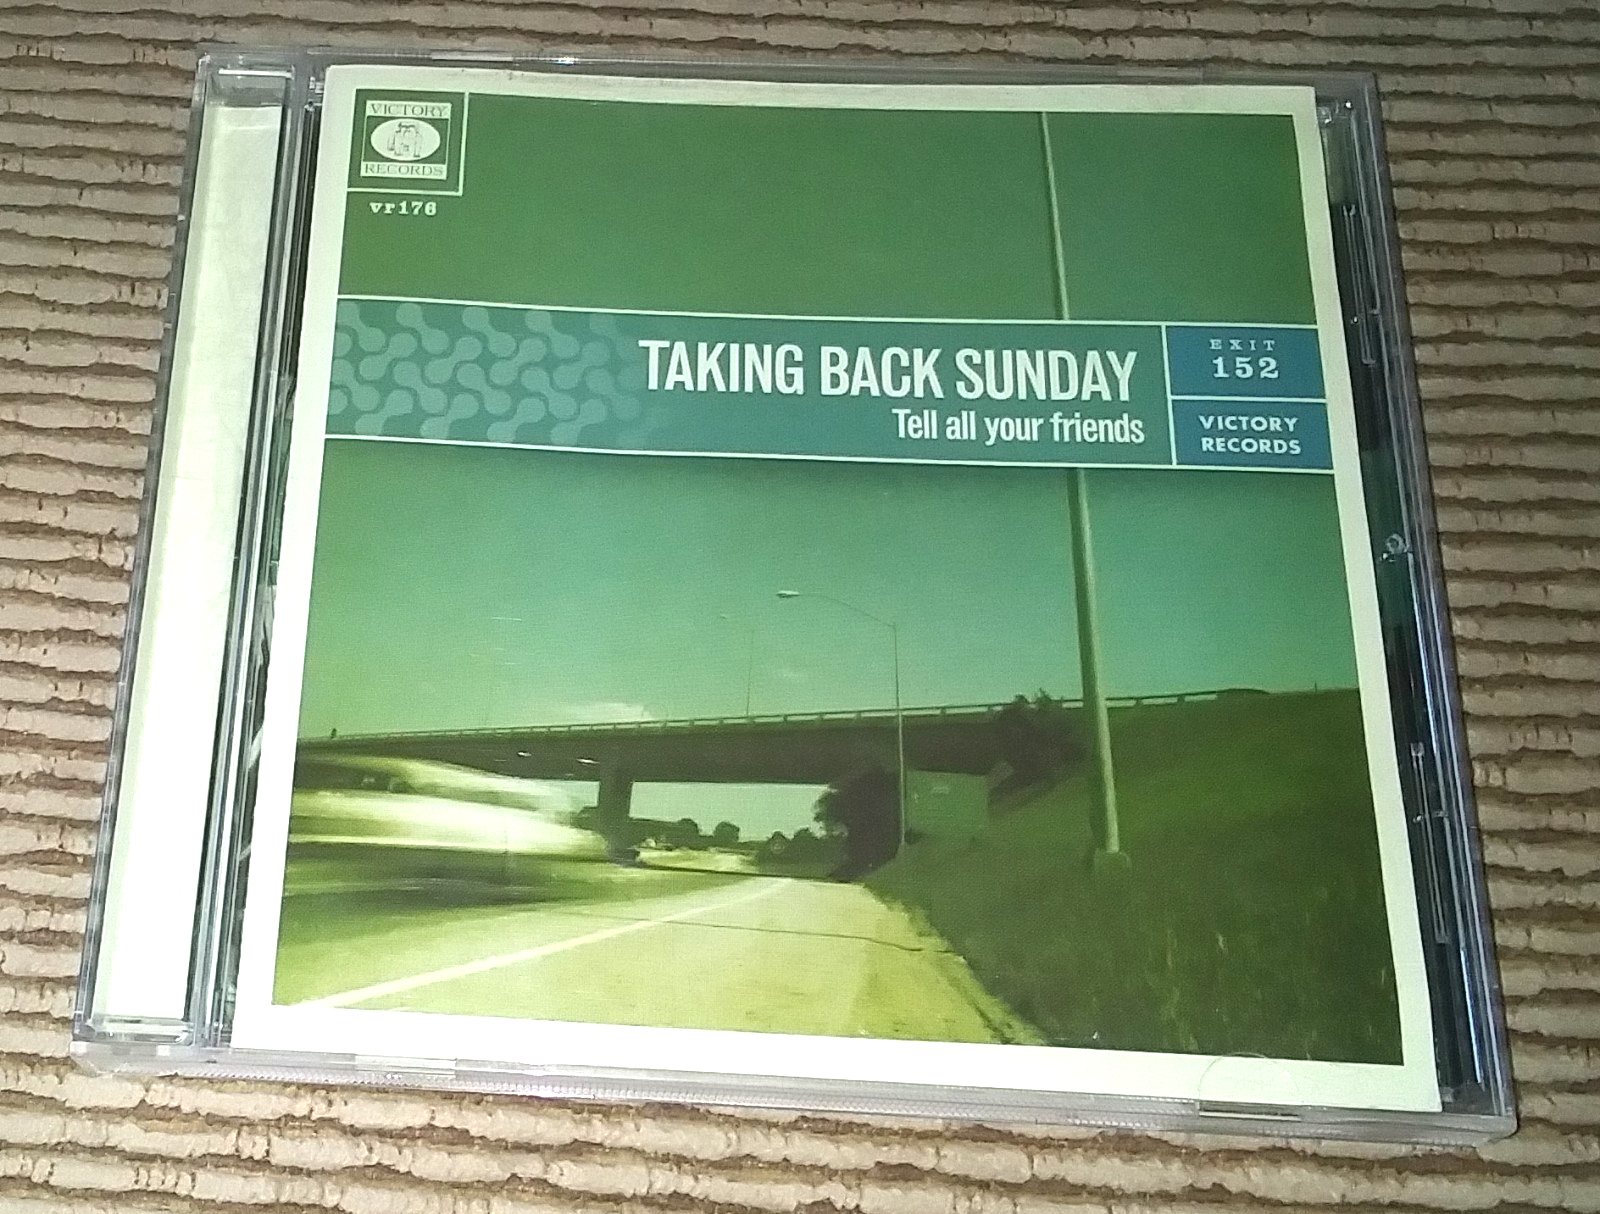 VICTORY
RECORDS
vr176
TAKING BACK SUNDAY
Tell all your friends
EXIT
152
VICTORY
RECORDS